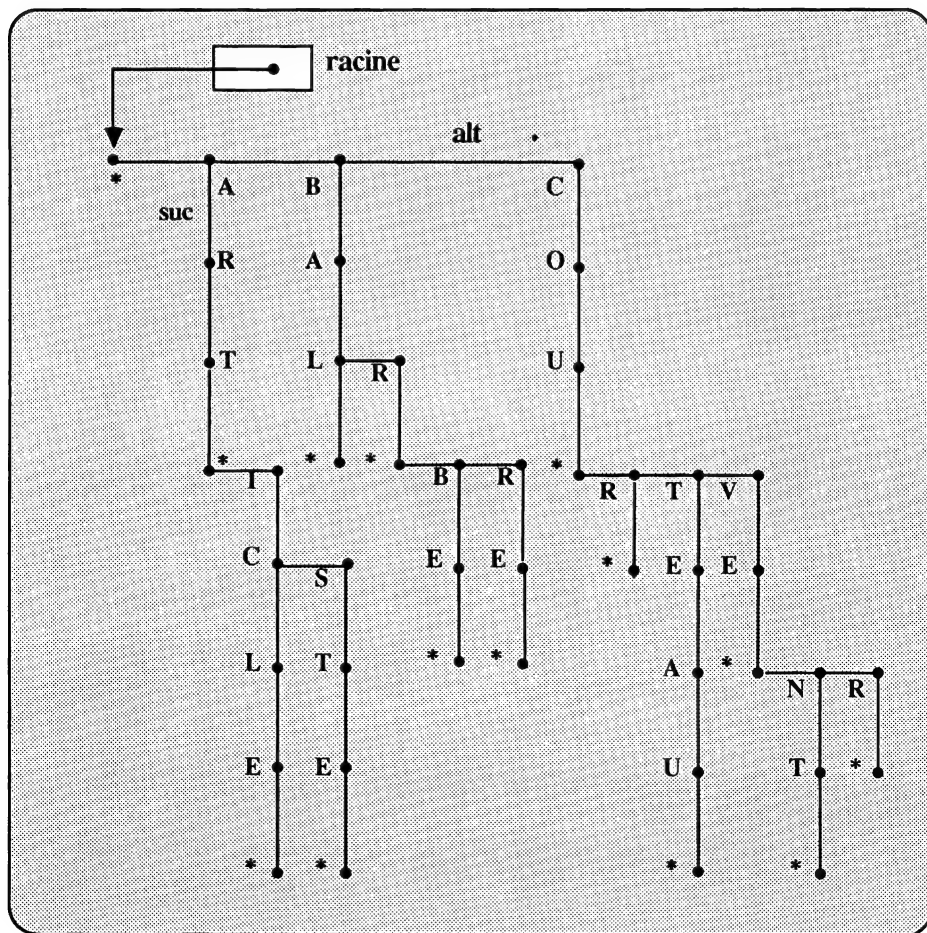 racine
alt
* A B C
suc
R A O
T L R U
* I * * B R * R T V
C S E E * E E
L T * * A * N R
E E U T *
* * * *